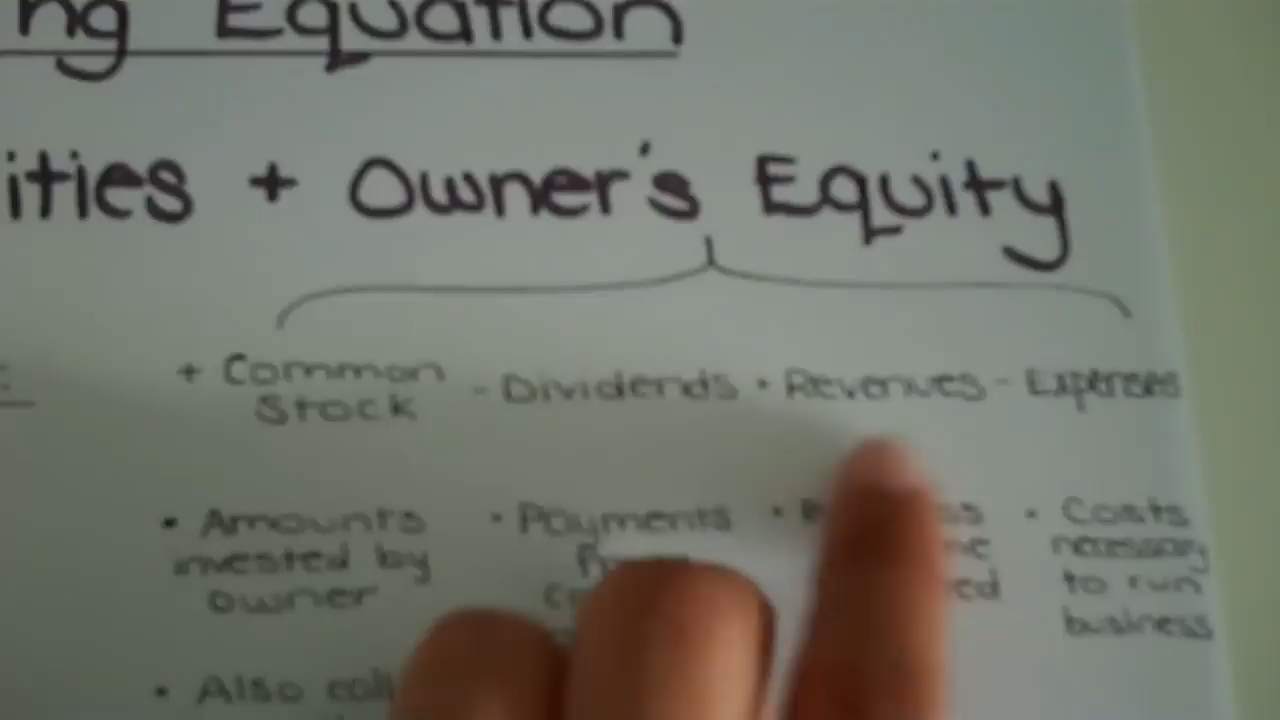 ng Equation
ities + Owner's Equity
+ Common Stock - Dividends · Revenues - Expenses
• Amounts invested by owner
• Payments
• Costs necessary to run business
• Also